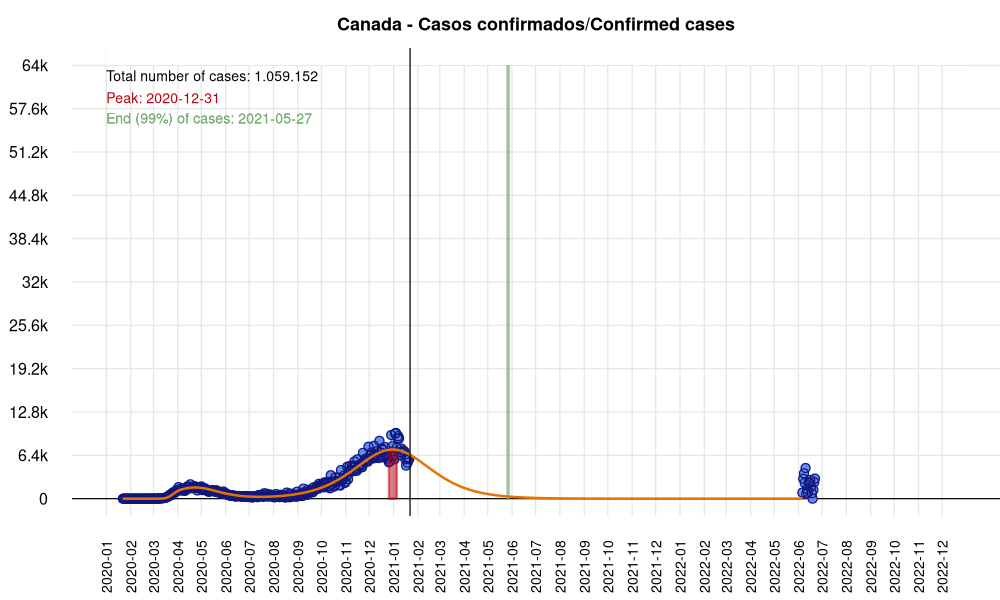 Canada - Casos confirmados/Confirmed cases
64k
57.6k
51.2k
44.8k
38.4k
32k
25.6k
19.2k
12.8k
6.4k
0
Total number of cases: 1.059.152
Peak: 2020-12-31
End (99%) of cases: 2021-05-27
2020-01
2020-02
2020-03
2020-04
2020-05
2020-06
2020-07
2020-08
2020-09
2020-10
2020-11
2020-12
2021-01
2021-02
2021-03
2021-04
2021-05
2021-06
2021-07
2021-08
2021-09
2021-10
2021-11
2021-12
2022-01
2022-02
2022-03
2022-04
2022-05
2022-06
2022-07
2022-08
2022-09
2022-10
2022-11
2022-12